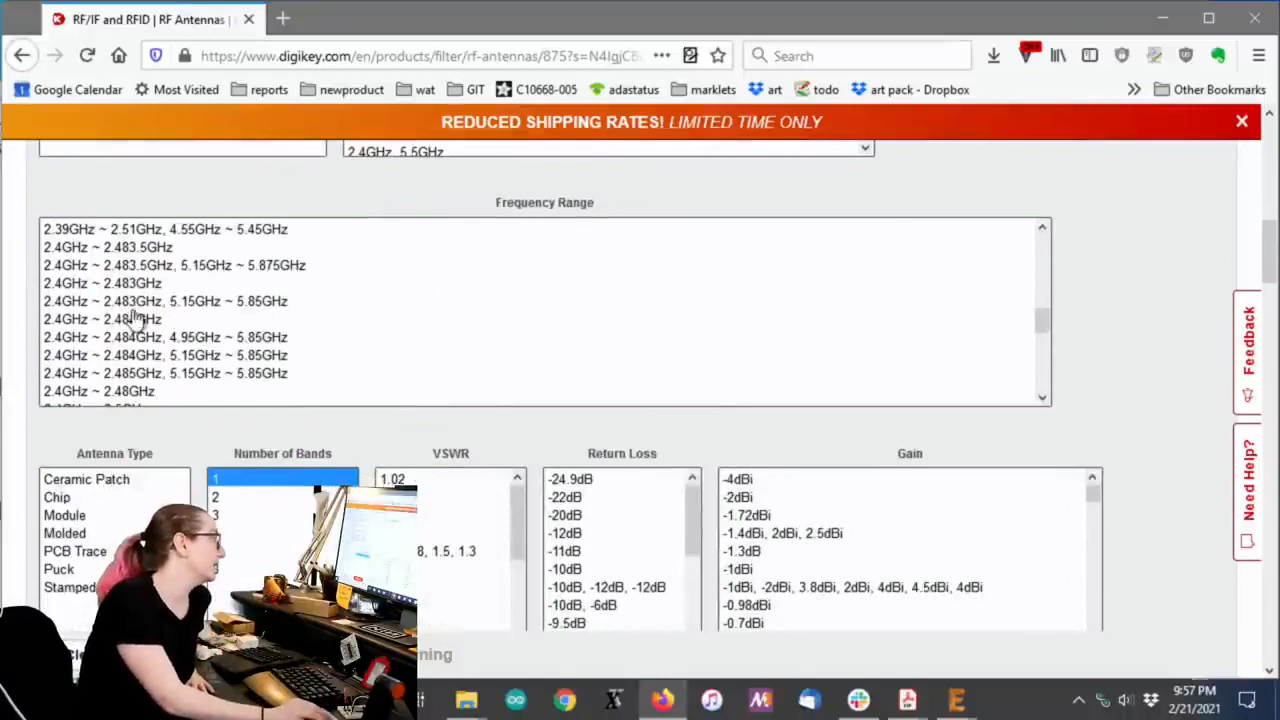 RF/IF and RFID | RF Antennas |
https://www.digikey.com/en/products/filter/rf-antennas/875?s=N4IgjCB
Search
OFF
Google Calendar
Most Visited
reports
newproduct
wat
GIT
C10668-005
adastatus
marklets
art
todo
art pack - Dropbox
Other Bookmarks
REDUCED SHIPPING RATES! LIMITED TIME ONLY
2.4GHz, 5.5GHz
Frequency Range
2.39GHz ~ 2.51GHz, 4.55GHz ~ 5.45GHz
2.4GHz ~ 2.483.5GHz
2.4GHz ~ 2.483.5GHz, 5.15GHz ~ 5.875GHz
2.4GHz ~ 2.483GHz
2.4GHz ~ 2.483GHz, 5.15GHz ~ 5.85GHz
2.4GHz ~ 2.484GHz
2.4GHz ~ 2.484GHz, 4.95GHz ~ 5.85GHz
2.4GHz ~ 2.484GHz, 5.15GHz ~ 5.85GHz
2.4GHz ~ 2.485GHz, 5.15GHz ~ 5.85GHz
2.4GHz ~ 2.48GHz
Feedback
Need Help?
Antenna Type
Ceramic Patch
Chip
Module
Molded
PCB Trace
Puck
Stamped
Number of Bands
1
2
3
VSWR
1.02
8, 1.5, 1.3
Return Loss
-24.9dB
-22dB
-20dB
-12dB
-11dB
-10dB
-10dB, -12dB, -12dB
-10dB, -6dB
-9.5dB
Gain
-4dBi
-2dBi
-1.72dBi
-1.4dBi, 2dBi, 2.5dBi
-1.3dB
-1dBi
-1dBi, -2dBi, 3.8dBi, 2dBi, 4dBi, 4.5dBi, 4dBi
-0.98dBi
-0.7dBi
9:57 PM
2/21/2021